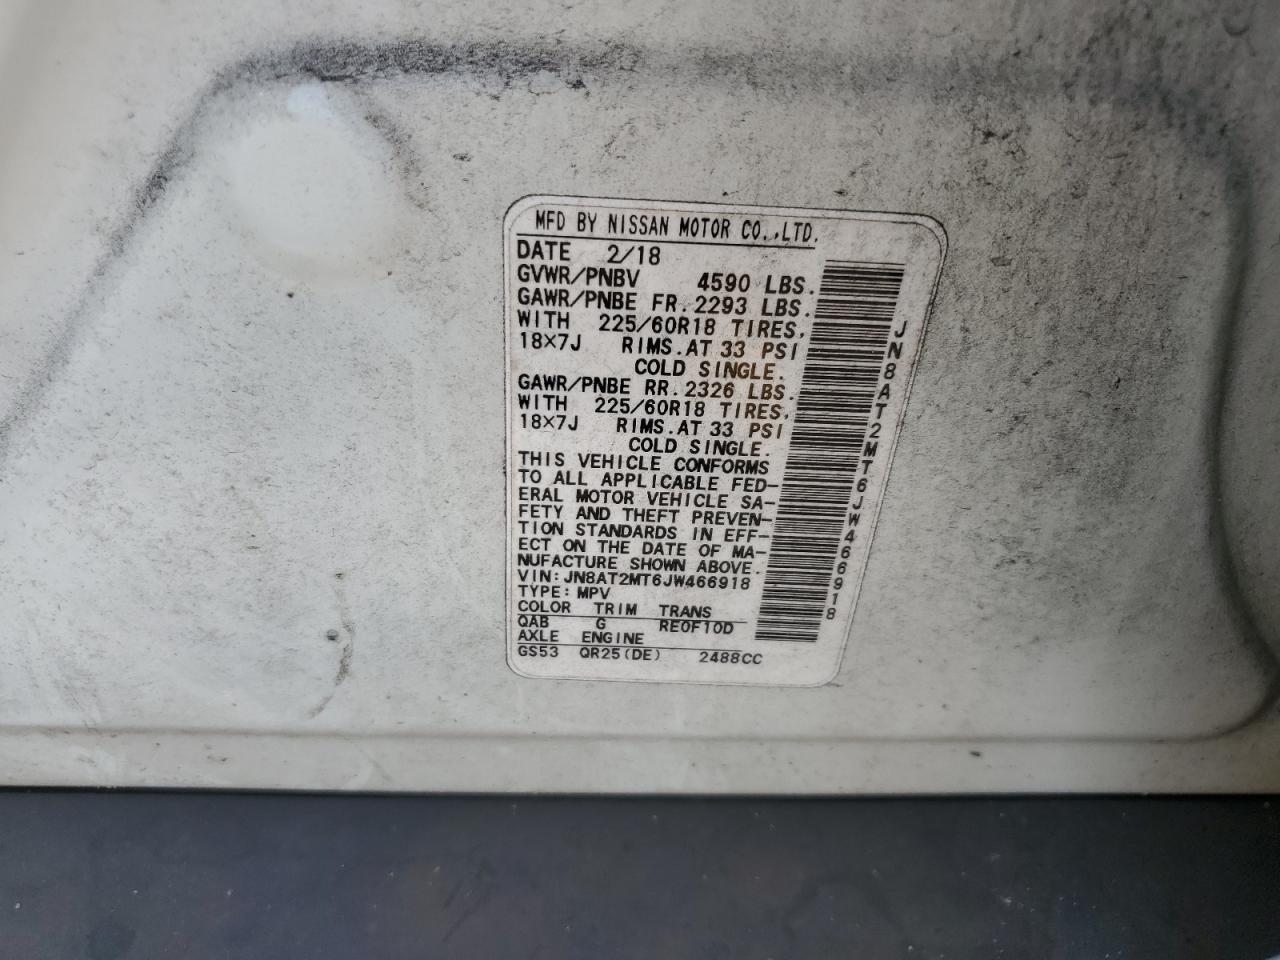 MFD BY NISSAN MOTOR CO.,LTD.
DATE 2/18
GVWR/PNBV 4590 LBS.
GAWR/PNBE FR. 2293 LBS.
WITH 225/60R18 TIRES,
18×7J RIMS.AT 33 PSI
COLD SINGLE.
GAWR/PNBE RR. 2326 LBS.
WITH 225/60R18 TIRES,
18×7J RIMS.AT 33 PSI
COLD SINGLE.
THIS VEHICLE CONFORMS
TO ALL APPLICABLE FED-
ERAL MOTOR VEHICLE SA-
FETY AND THEFT PREVEN-
TION STANDARDS IN EFF-
ECT ON THE DATE OF MA-
NUFACTURE SHOWN ABOVE.
VIN:JN8AT2MT6JW466918
TYPE:MPV
COLOR TRIM TRANS
QAB G RE0F10D
AXLE ENGINE
GS53 QR25(DE) 2488CC
JN8AT2MT6JW466918